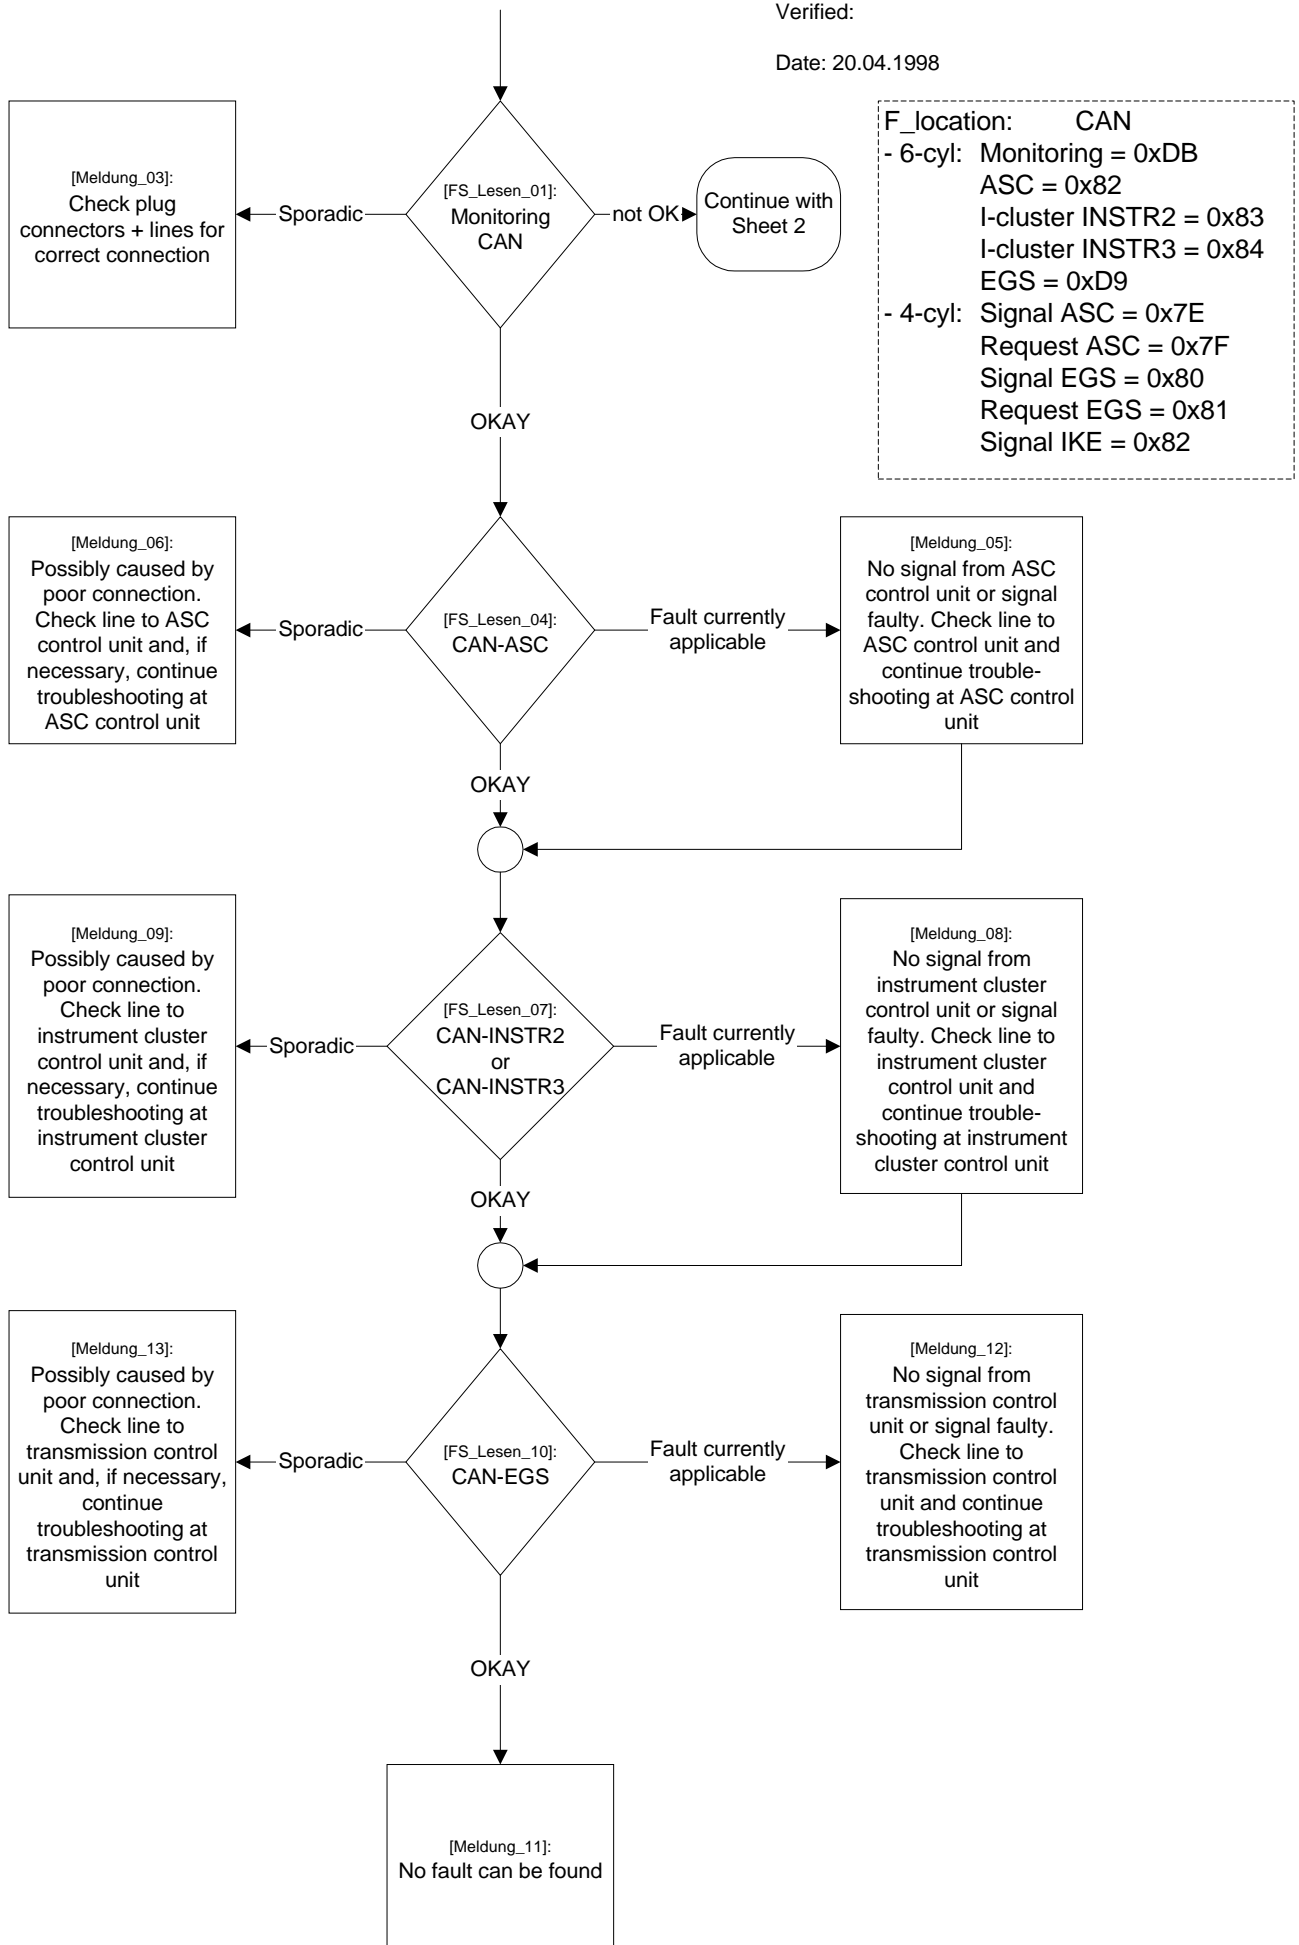 Verified:
Date: 20.04.1998
F_location: CAN
- 6-cyl: Monitoring = 0xDB
ASC = 0x82
I-cluster INSTR2 = 0x83
I-cluster INSTR3 = 0x84
EGS = 0xD9
- 4-cyl: Signal ASC = 0x7E
Request ASC = 0x7F
Signal EGS = 0x80
Request EGS = 0x81
Signal IKE = 0x82
[Meldung_03]:
Check plug
connectors + lines for
correct connection
Sporadic
[FS_Lesen_01]:
Monitoring
CAN
not OK
Continue with
Sheet 2
OKAY
[Meldung_06]:
Possibly caused by
poor connection.
Check line to ASC
control unit and, if
necessary, continue
troubleshooting at
ASC control unit
Sporadic
[FS_Lesen_04]:
CAN-ASC
Fault currently
applicable
[Meldung_05]:
No signal from ASC
control unit or signal
faulty. Check line to
ASC control unit and
continue trouble-
shooting at ASC control
unit
OKAY
[Meldung_09]:
Possibly caused by
poor connection.
Check line to
instrument cluster
control unit and, if
necessary, continue
troubleshooting at
instrument cluster
control unit
Sporadic
[FS_Lesen_07]:
CAN-INSTR2
or
CAN-INSTR3
Fault currently
applicable
[Meldung_08]:
No signal from
instrument cluster
control unit or signal
faulty. Check line to
instrument cluster
control unit and
continue trouble-
shooting at instrument
cluster control unit
OKAY
[Meldung_13]:
Possibly caused by
poor connection.
Check line to
transmission control
unit and, if necessary,
continue
troubleshooting at
transmission control
unit
Sporadic
[FS_Lesen_10]:
CAN-EGS
Fault currently
applicable
[Meldung_12]:
No signal from
transmission control
unit or signal faulty.
Check line to
transmission control
unit and continue
troubleshooting at
transmission control
unit
OKAY
[Meldung_11]:
No fault can be found